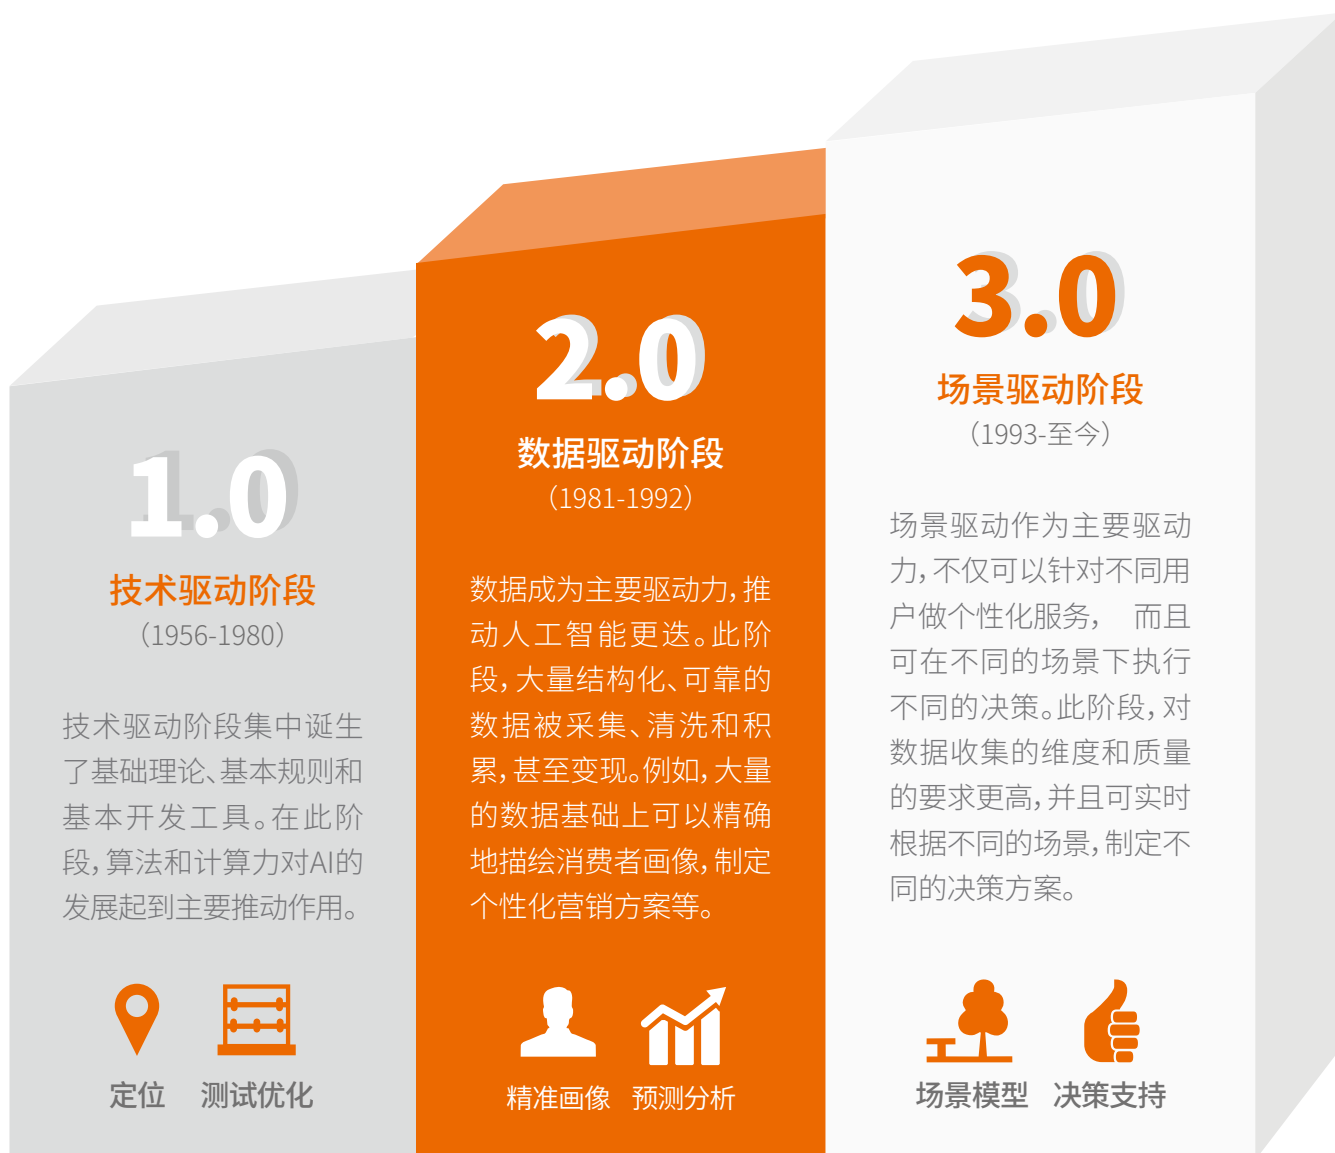 1.0
技术驱动阶段
（1956-1980）
技术驱动阶段集中诞生
了基础理论、基本规则和
基本开发工具。在此阶
段，算法和计算力对AI的
发展起到主要推动作用。
定位
测试优化
2.0
数据驱动阶段
（1981-1992）
数据成为主要驱动力，推
动人工智能更迭。此阶
段，大量结构化、可靠的
数据被采集、清洗和积
累，甚至变现。例如，大量
的数据基础上可以精确
地描绘消费者画像，制定
个性化营销方案等。
精准画像
预测分析
3.0
场景驱动阶段
（1993-至今）
场景驱动作为主要驱动
力，不仅可以针对不同用
户做个性化服务， 而且
可在不同的场景下执行
不同的决策。此阶段，对
数据收集的维度和质量
的要求更高，并且可实时
根据不同的场景，制定不
同的决策方案。
场景模型
决策支持